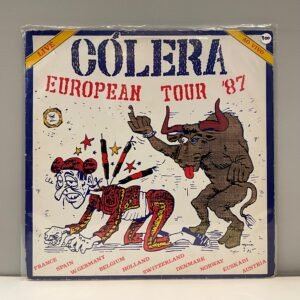 LIVE
AO VIVO
CÓLERA
EUROPEAN TOUR '87
FRANCE
SPAIN
W.GERMANY
BELGIUM
HOLLAND
SWITZERLAND
DENMARK
NORWAY
EUSKADI
AUSTRIA